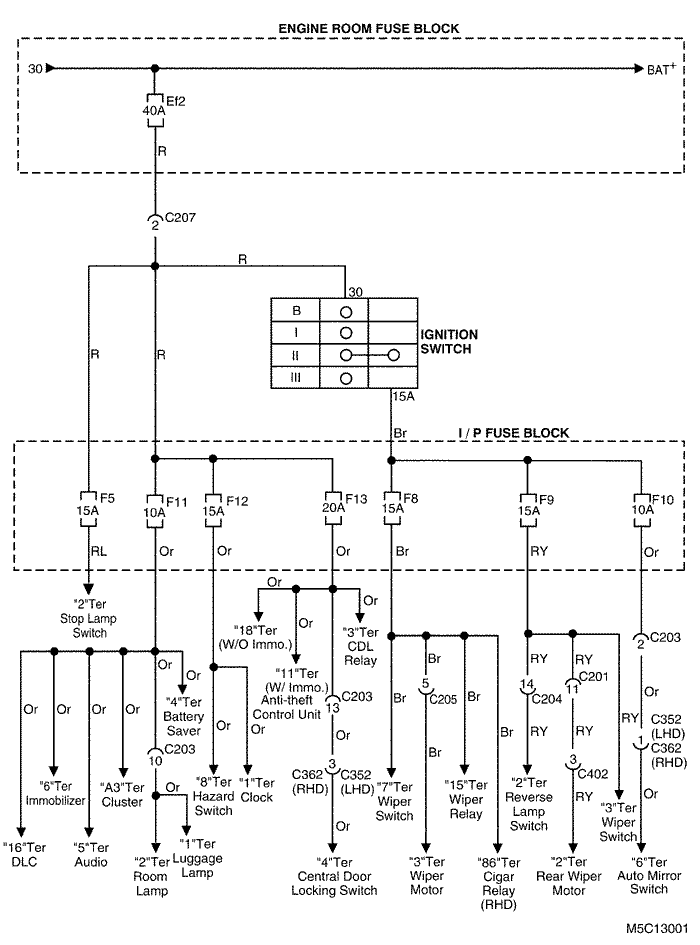 ENGINE ROOM FUSE BLOCK
30
BAT+
Ef2
40A
R
C207
2
R
30
B
I
II
III
IGNITION
SWITCH
15A
R
R
Br
I / P FUSE BLOCK
F5
15A
F11
10A
F12
15A
F13
20A
F8
15A
F9
15A
F10
10A
RL
Or
Or
Or
Br
RY
Or
"2"Ter
Stop Lamp
Switch
Or
Or
Or
"18"Ter
(W/O Immo.)
"3"Ter
CDL
Relay
"11"Ter
(W/ Immo.)
Anti-theft
Control Unit
C203
2
Or
Or
"4"Ter
Battery
Saver
Or
Or
Or
Or
C203
10
Or
Or
C203
13
Or
Br
5
C205
Br
Br
Br
RY
RY
14
C204
C201
11
RY
RY
RY
Or
C352
(LHD)
1
C362
(RHD)
"6"Ter
Immobilizer
"A3"Ter
Cluster
Or
"8"Ter
Hazard
Switch
"1"Ter
Clock
3
C362
(RHD)
C352
(LHD)
Or
"7"Ter
Wiper
Switch
"15"Ter
Wiper
Relay
"2"Ter
Reverse
Lamp
Switch
3
C402
RY
"3"Ter
Wiper
Switch
Or
"16"Ter
DLC
"5"Ter
Audio
"2"Ter
Room
Lamp
"1"Ter
Luggage
Lamp
"4"Ter
Central Door
Locking Switch
"3"Ter
Wiper
Motor
"86"Ter
Cigar
Relay
(RHD)
"2"Ter
Rear Wiper
Motor
"6"Ter
Auto Mirror
Switch
M5C13001